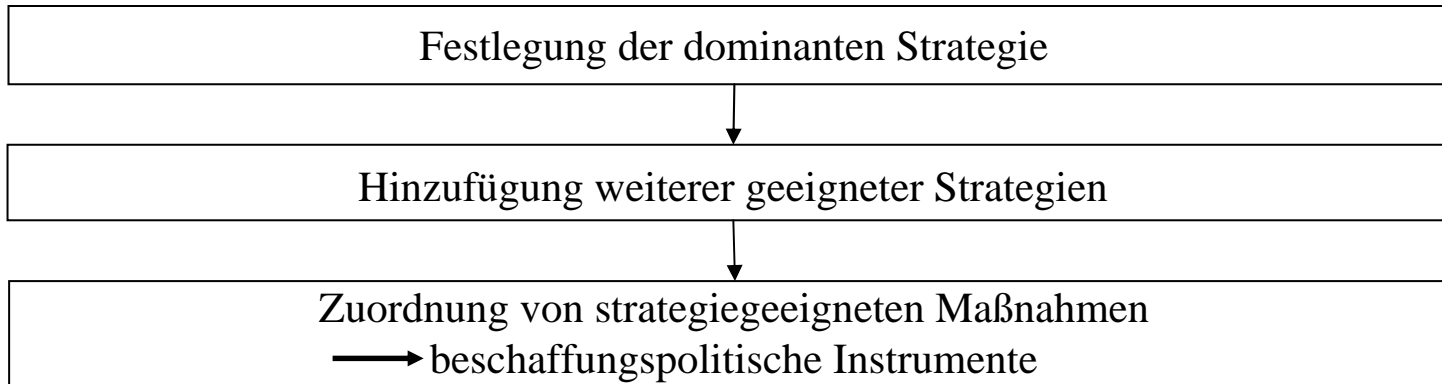 Festlegung der dominanten Strategie
Hinzufügung weiterer geeigneter Strategien
Zuordnung von strategiegeeigneten Maßnahmen
beschaffungspolitische Instrumente